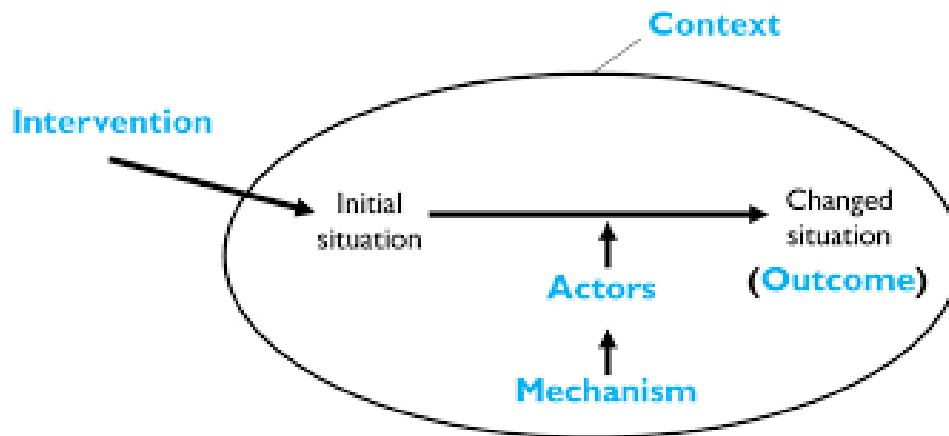 Context
Intervention
Initial
situation
Changed
situation
(Outcome)
Actors
Mechanism